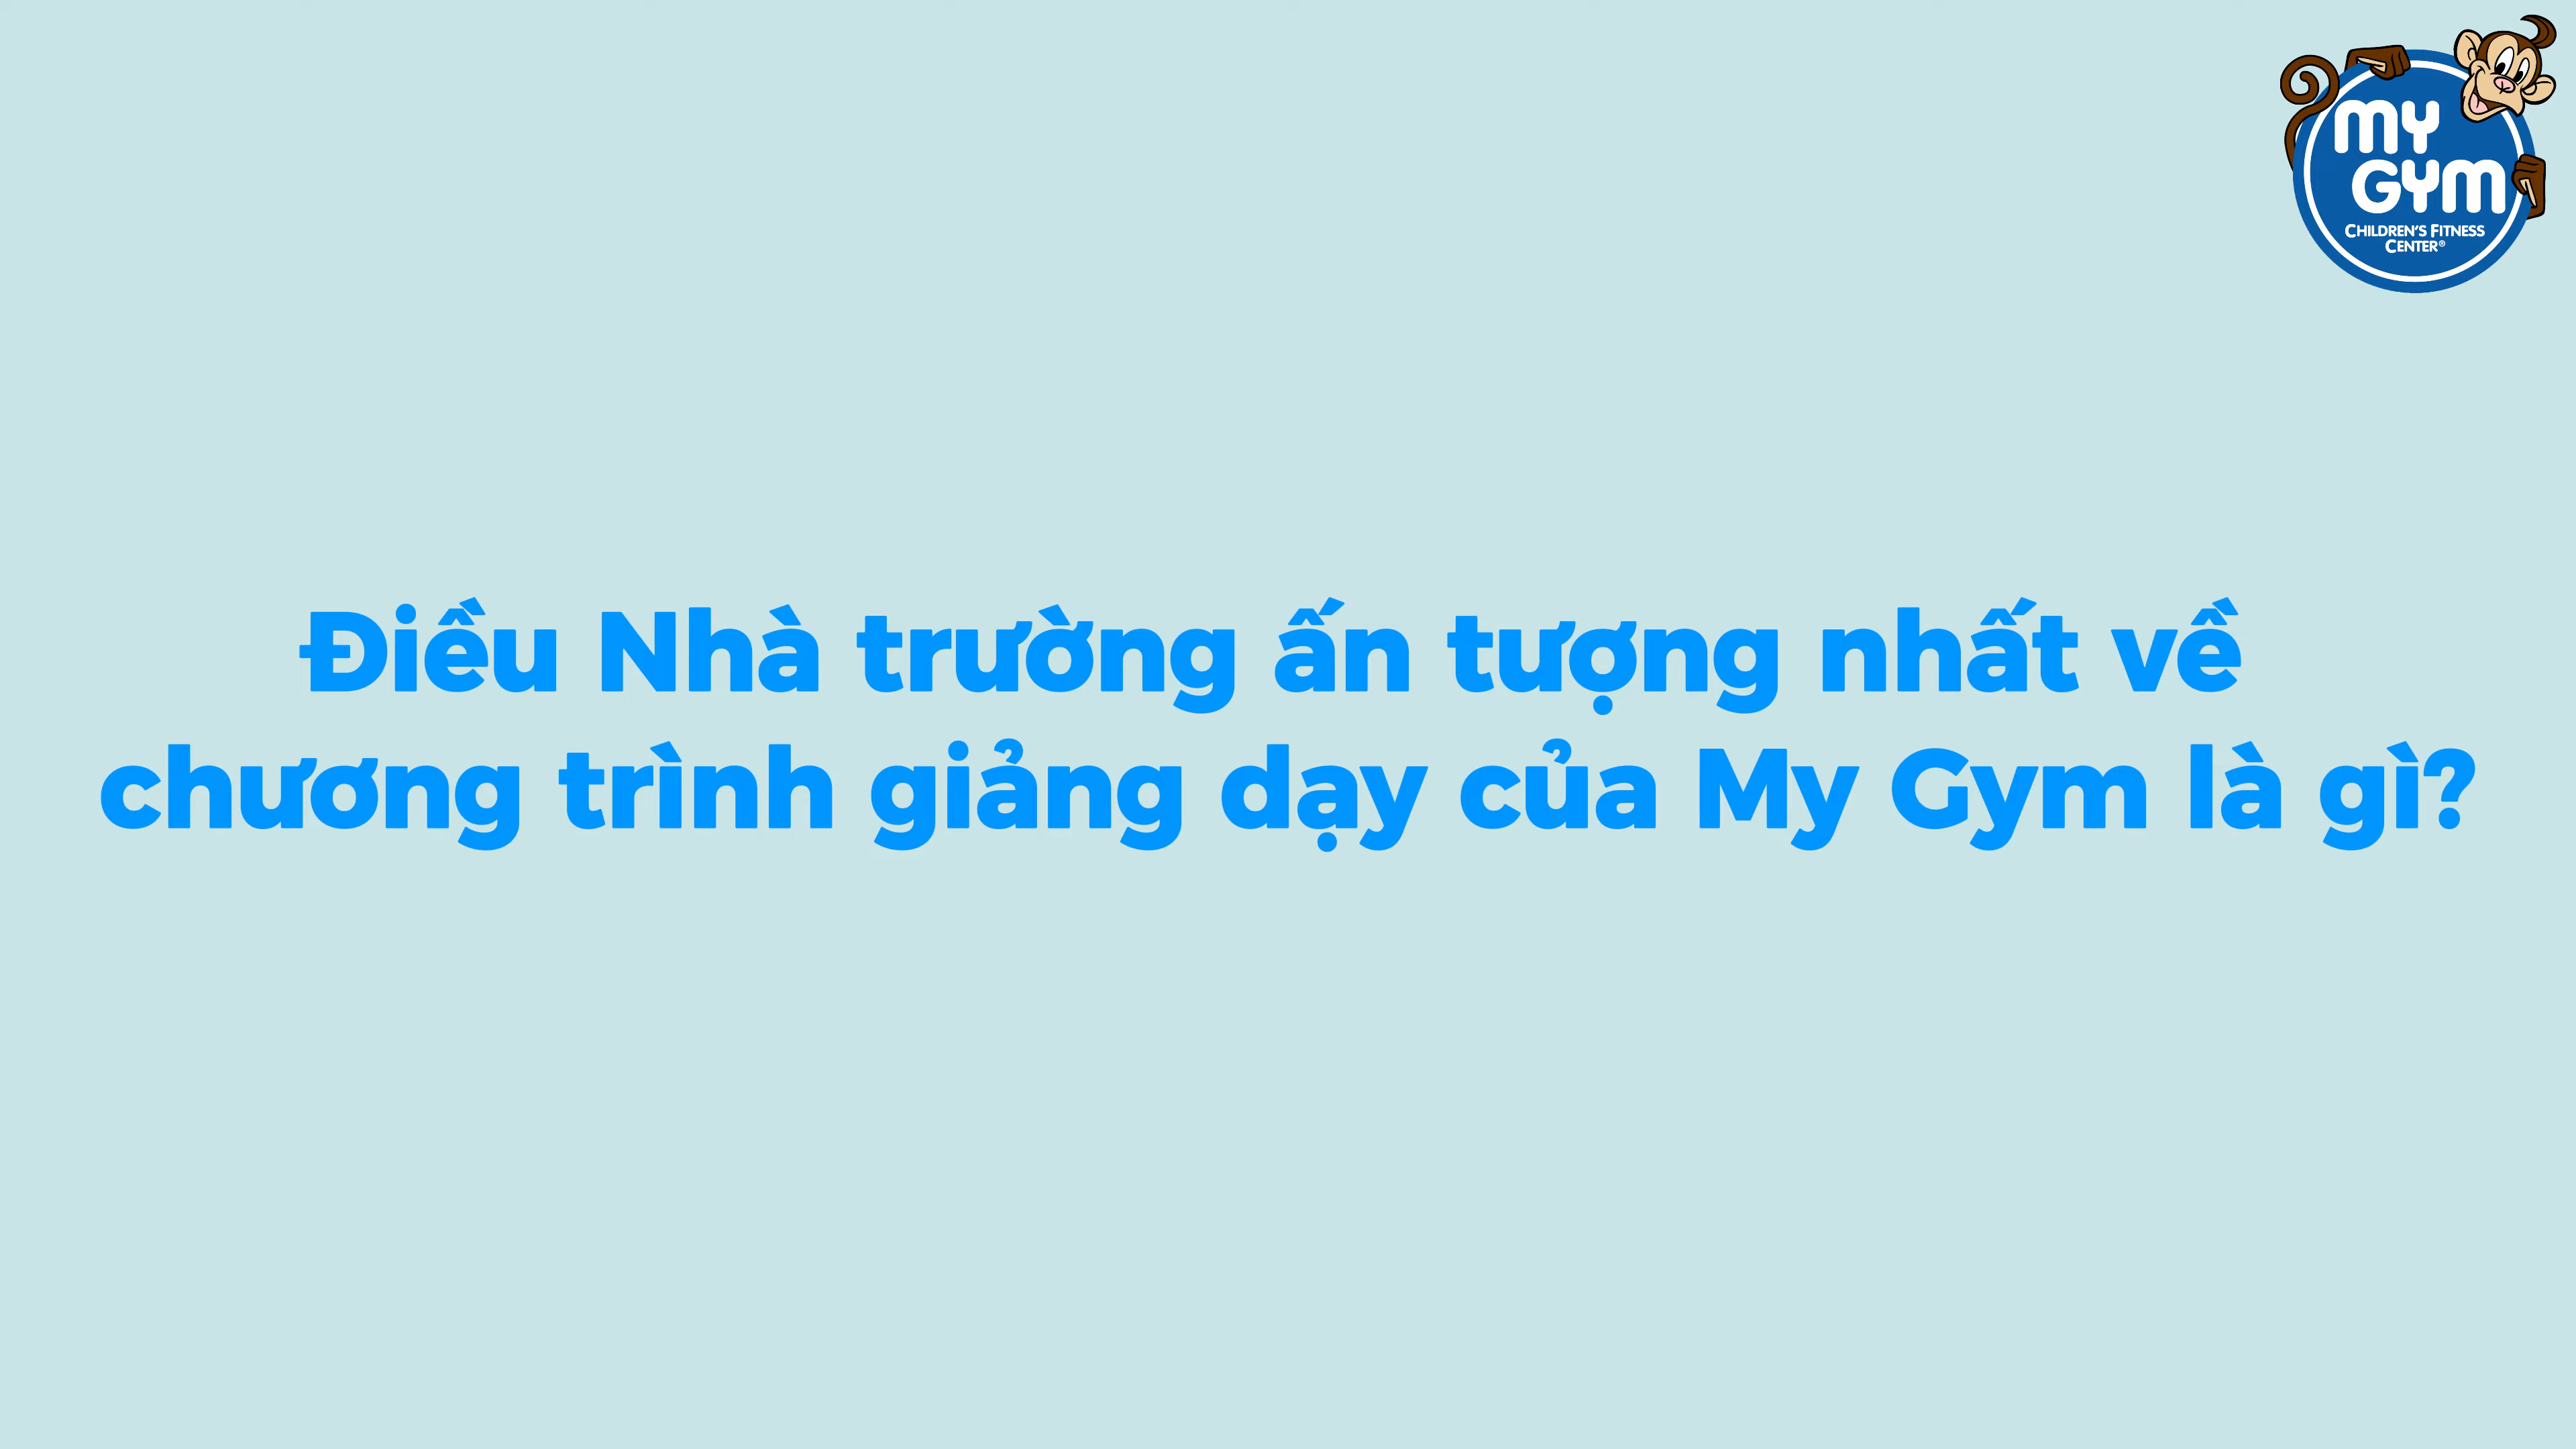 MY
GYM
CHILDREN'S FITNESS
CENTER®
Điều Nhà trường ấn tượng nhất về
chương trình giảng dạy của My Gym là gì?